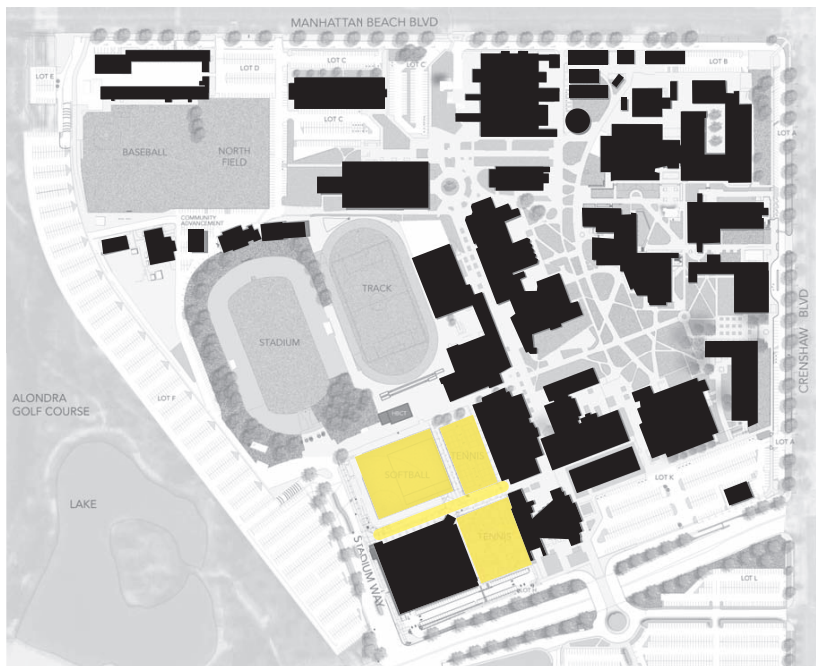 MANHATTAN BEACH BLVD
LOT E
LOT D
LOT C
LOT C
LOT B
LOT C
LOT A
BASEBALL
NORTH
FIELD
COMMUNITY
ADVANCEMENT
TRACK
STADIUM
CRENSHAW BLVD
ALONDRA
GOLF COURSE
LOT F
LOT A
SOFTBALL
TENNIS
LOT K
LAKE
TENNIS
STADIUM WAY
LOT H
LOT L